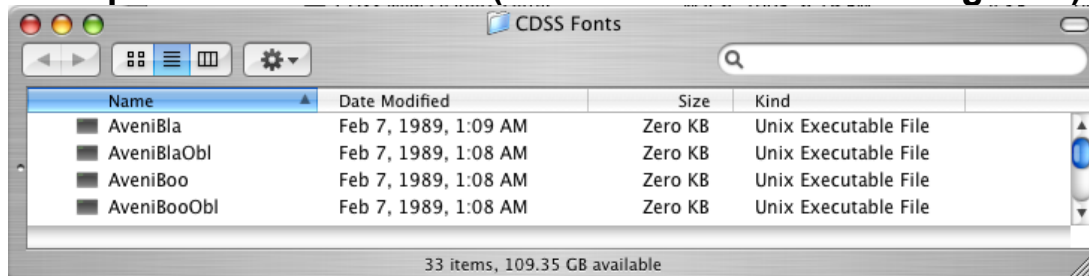 CDSS Fonts
Name Date Modified Size Kind
AveniBla Feb 7, 1989, 1:09 AM Zero KB Unix Executable File
AveniBlaObl Feb 7, 1989, 1:08 AM Zero KB Unix Executable File
AveniBoo Feb 7, 1989, 1:08 AM Zero KB Unix Executable File
AveniBooObl Feb 7, 1989, 1:08 AM Zero KB Unix Executable File
33 items, 109.35 GB available